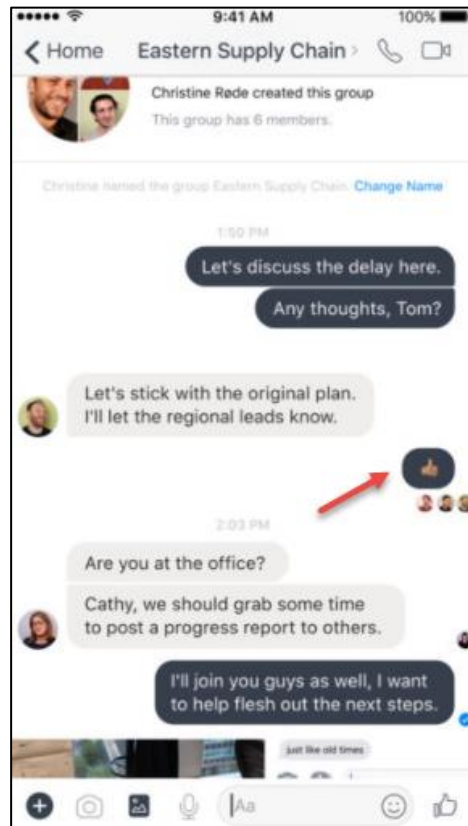 9:41 AM
100%
Home
Eastern Supply Chain
Christine Røde created this group
This group has 6 members.
Christine named the group Eastern Supply Chain. Change Name
1:50 PM
Let's discuss the delay here.
Any thoughts, Tom?
Let's stick with the original plan.
I'll let the regional leads know.
2:03 PM
Are you at the office?
Cathy, we should grab some time
to post a progress report to others.
I'll join you guys as well, I want
to help flesh out the next steps.
just like old times
Aa